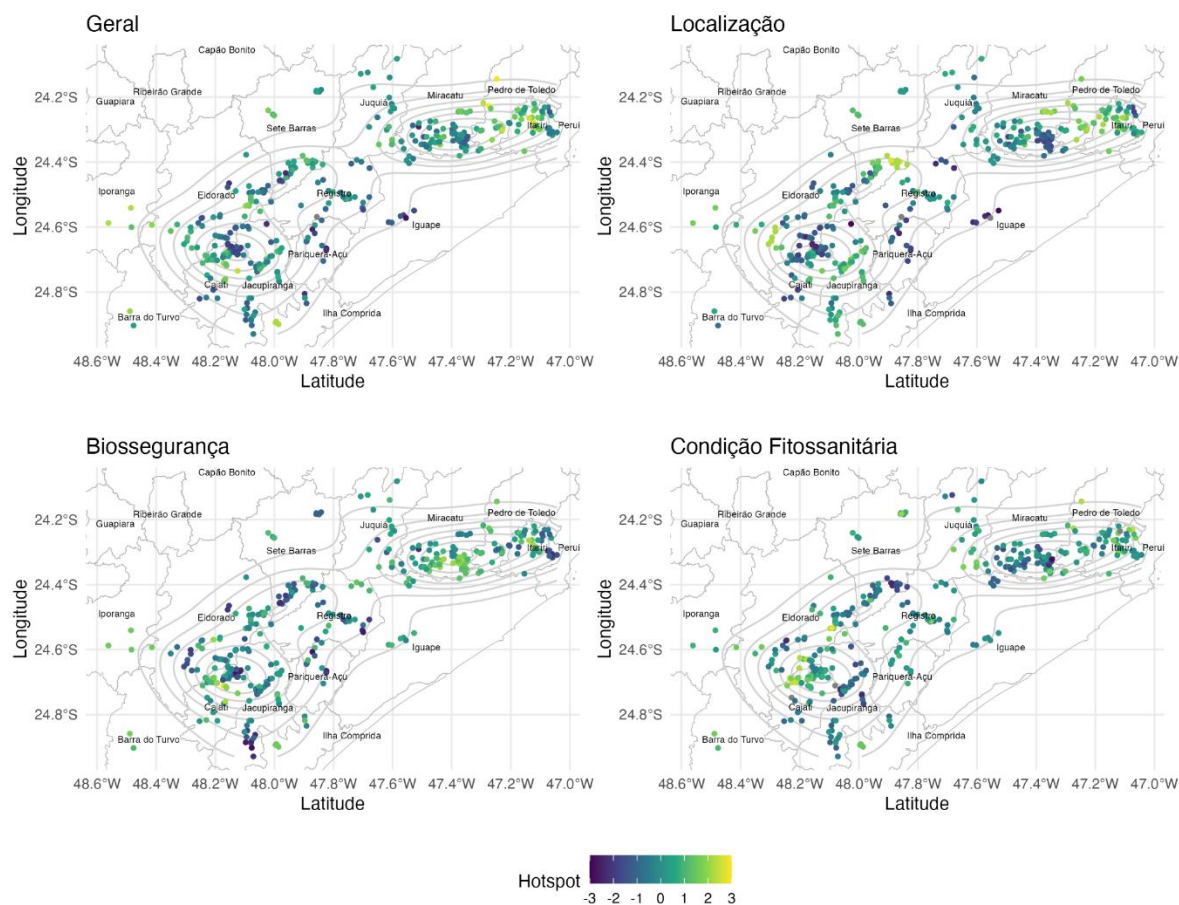 Geral
Capão Bonito
Ribeirão Grande
Guapiara
Pedro de Toledo
Miracatu
Juquiá
24.2°S
Sete Barras
Itariri
Perui
24.4°S
Iporanga
Eldorado
Registro
24.6°S
Iguape
Pariquera-Açu
Cajati
Jacupiranga
24.8°S
Barra do Turvo
Ilha Comprida
48.6°W 48.4°W 48.2°W 48.0°W 47.8°W 47.6°W 47.4°W 47.2°W 47.0°W
Longitude
Latitude
Localização
Capão Bonito
Ribeirão Grande
Guapiara
Pedro de Toledo
Miracatu
Juquiá
24.2°S
Sete Barras
Itariri
Perui
24.4°S
Iporanga
Eldorado
Registro
24.6°S
Iguape
Pariquera-Açu
Cajati
Jacupiranga
24.8°S
Barra do Turvo
Ilha Comprida
48.6°W 48.4°W 48.2°W 48.0°W 47.8°W 47.6°W 47.4°W 47.2°W 47.0°W
Longitude
Latitude
Biossegurança
Capão Bonito
Ribeirão Grande
Guapiara
Pedro de Toledo
Miracatu
Juquiá
24.2°S
Sete Barras
Itariri
Perui
24.4°S
Iporanga
Eldorado
Registro
24.6°S
Iguape
Pariquera-Açu
Cajati
Jacupiranga
24.8°S
Barra do Turvo
Ilha Comprida
48.6°W 48.4°W 48.2°W 48.0°W 47.8°W 47.6°W 47.4°W 47.2°W 47.0°W
Longitude
Latitude
Condição Fitossanitária
Capão Bonito
Ribeirão Grande
Guapiara
Pedro de Toledo
Miracatu
Juquiá
24.2°S
Sete Barras
Itariri
Perui
24.4°S
Iporanga
Eldorado
Registro
24.6°S
Iguape
Pariquera-Açu
Cajati
Jacupiranga
24.8°S
Barra do Turvo
Ilha Comprida
48.6°W 48.4°W 48.2°W 48.0°W 47.8°W 47.6°W 47.4°W 47.2°W 47.0°W
Longitude
Latitude
Hotspot
-3 -2 -1 0 1 2 3